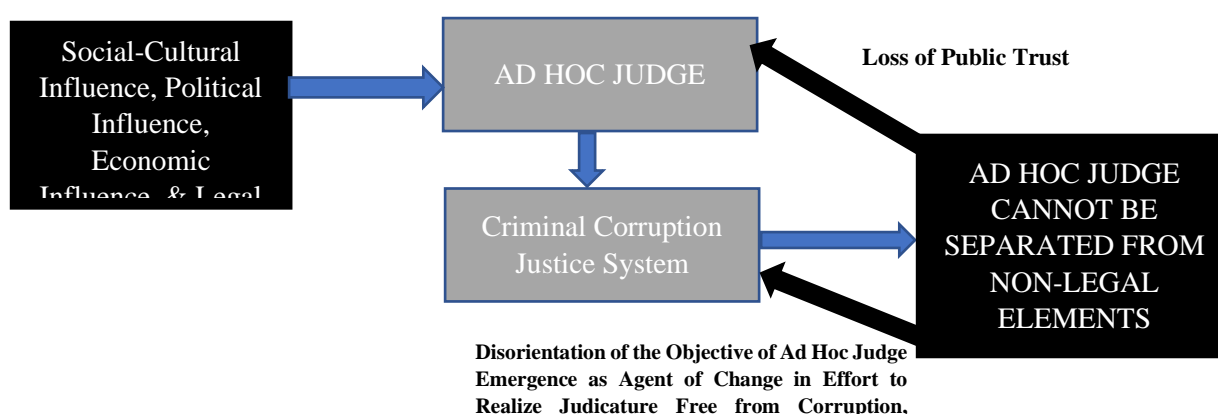 Social-Cultural
Influence, Political
Influence,
Economic
Influence, & Legal
AD HOC JUDGE
Loss of Public Trust
Criminal Corruption
Justice System
AD HOC JUDGE
CANNOT BE
SEPARATED FROM
NON-LEGAL
ELEMENTS
Disorientation of the Objective of Ad Hoc Judge
Emergence as Agent of Change in Effort to
Realize Judicature Free from Corruption,